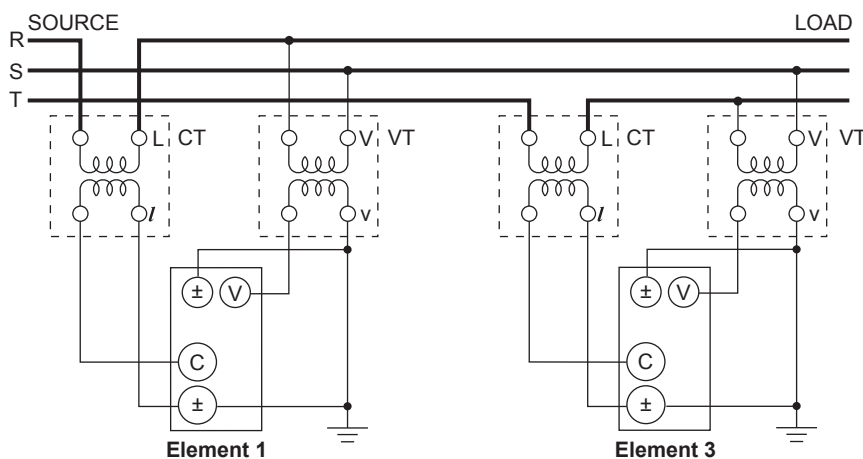 SOURCE LOAD
R
S
T
L CT V VT L CT V VT
l v l v
± V ± V
C C
± ±
Element 1 Element 3